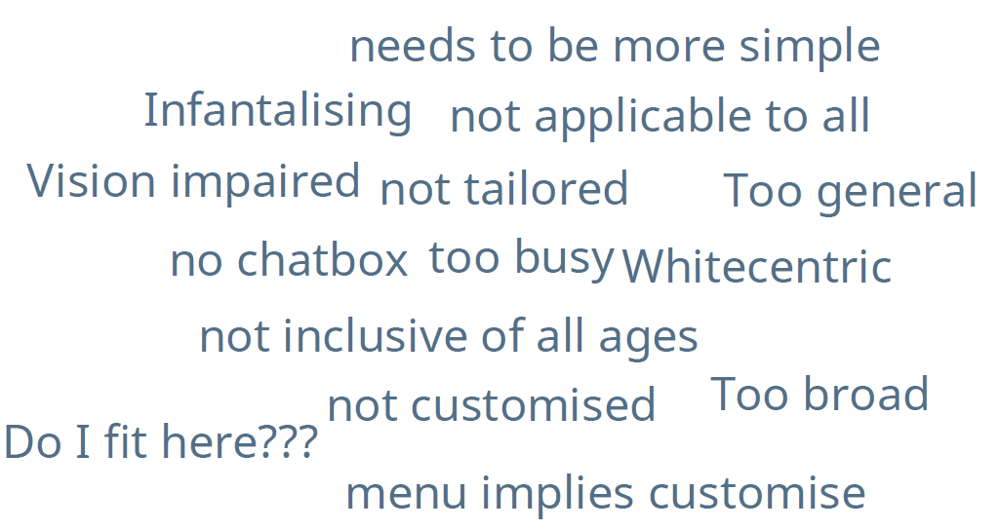 needs to be more simple
Infantalising
not applicable to all
Vision impaired
not tailored
Too general
no chatbox
too busy
Whitecentric
not inclusive of all ages
not customised
Too broad
Do I fit here???
menu implies customise